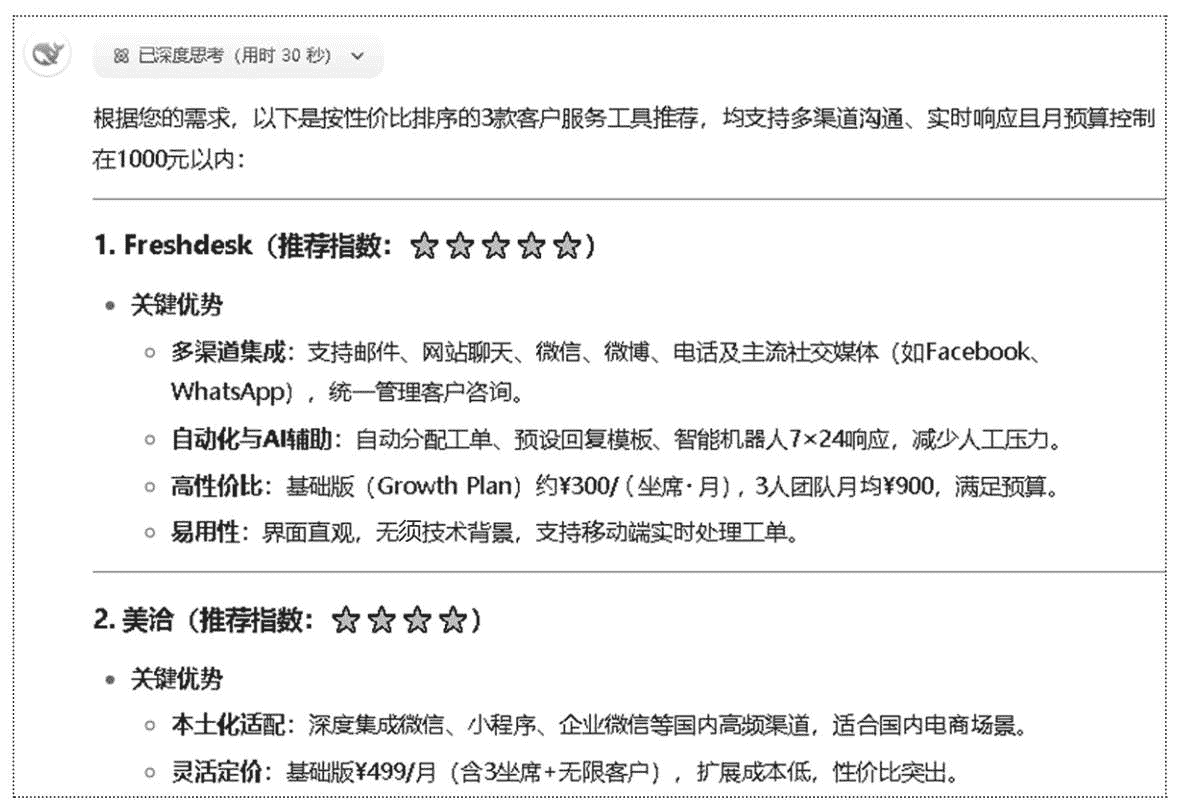 已深度思考（用时 30 秒）
根据您的需求，以下是按性价比排序的3款客户服务工具推荐，均支持多渠道沟通、实时响应且月预算控制
在1000元以内：
1. Freshdesk（推荐指数：☆☆☆☆☆）
关键优势
多渠道集成：支持邮件、网站聊天、微信、微博、电话及主流社交媒体（如Facebook、
WhatsApp），统一管理客户咨询。
自动化与AI辅助：自动分配工单、预设回复模板、智能机器人7×24响应，减少人工压力。
高性价比：基础版（Growth Plan）约¥300/（坐席·月），3人团队月均¥900，满足预算。
易用性：界面直观，无须技术背景，支持移动端实时处理工单。
2. 美洽（推荐指数：☆☆☆☆）
关键优势
本土化适配：深度集成微信、小程序、企业微信等国内高频渠道，适合国内电商场景。
灵活定价：基础版¥499/月（含3坐席+无限客户），扩展成本低，性价比突出。